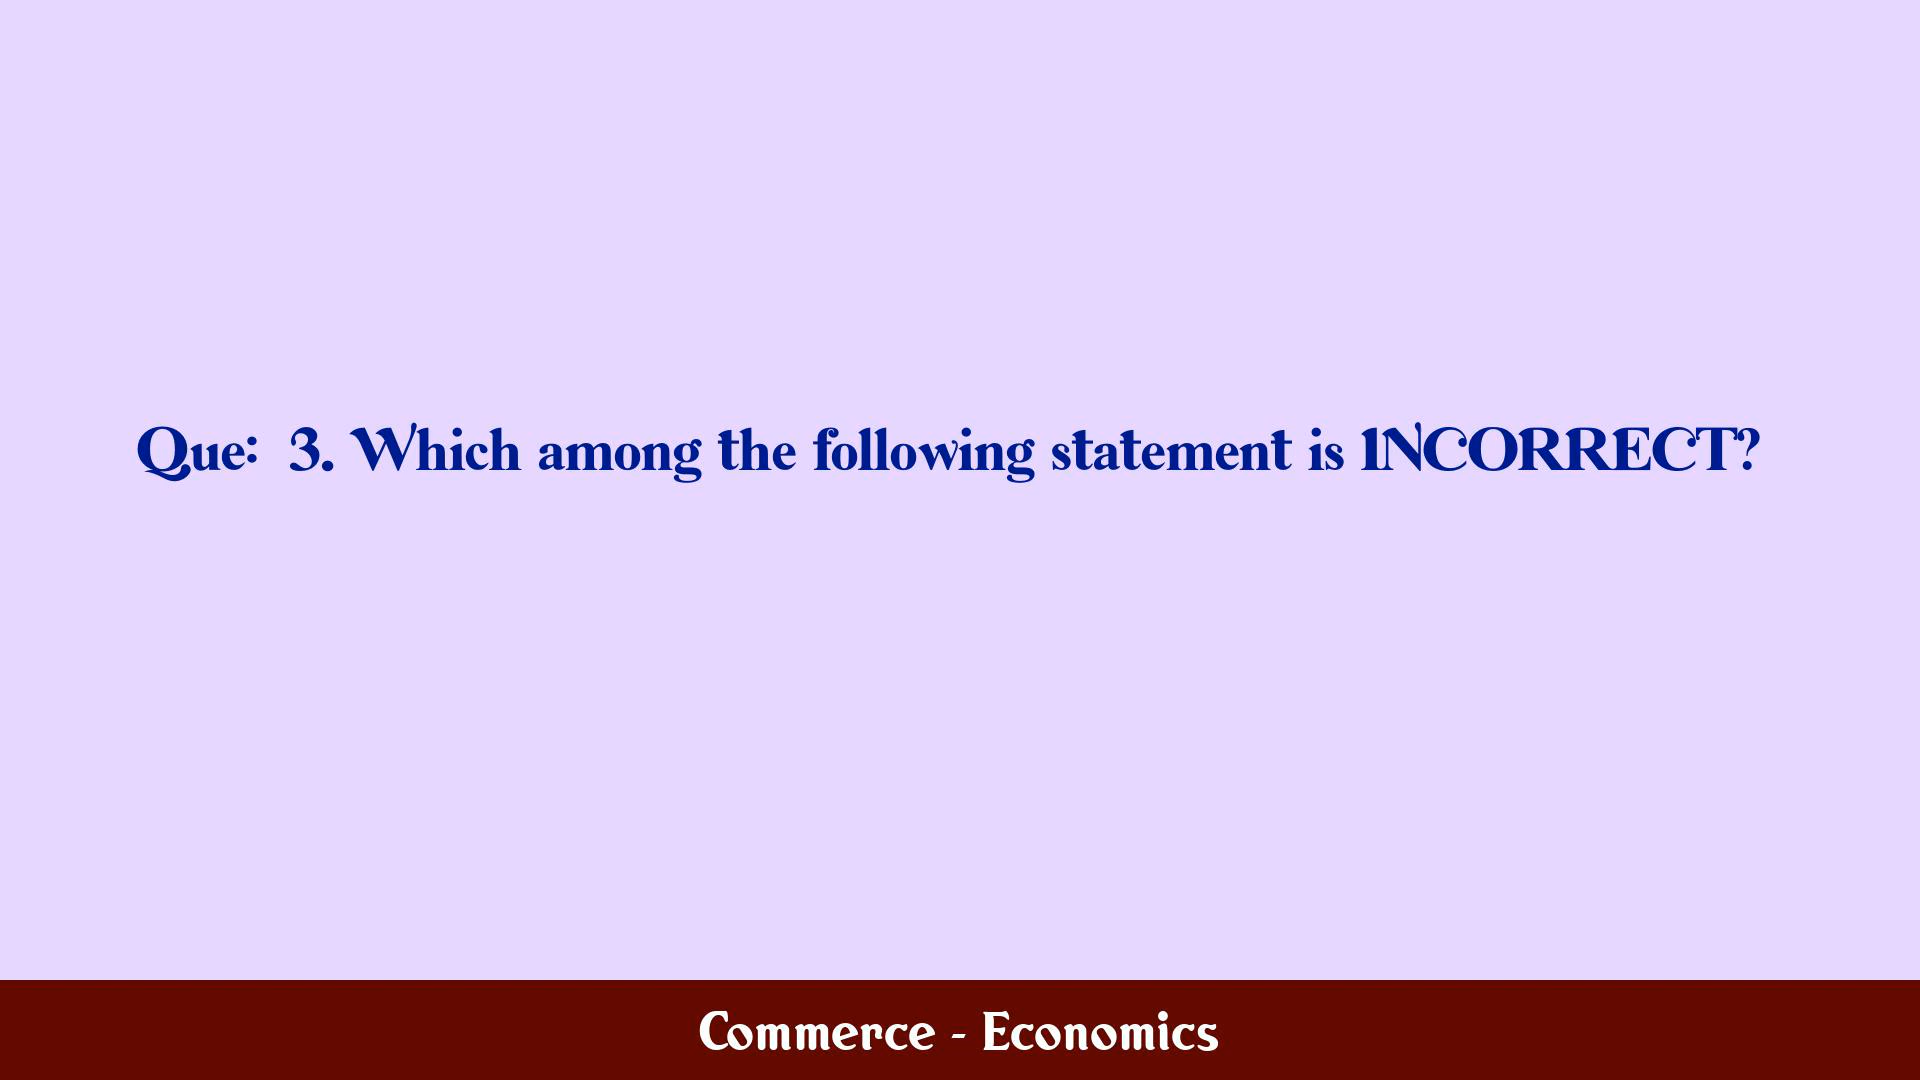 Que: 3. Which among the following statement is INCORRECT?
Commerce - Economics